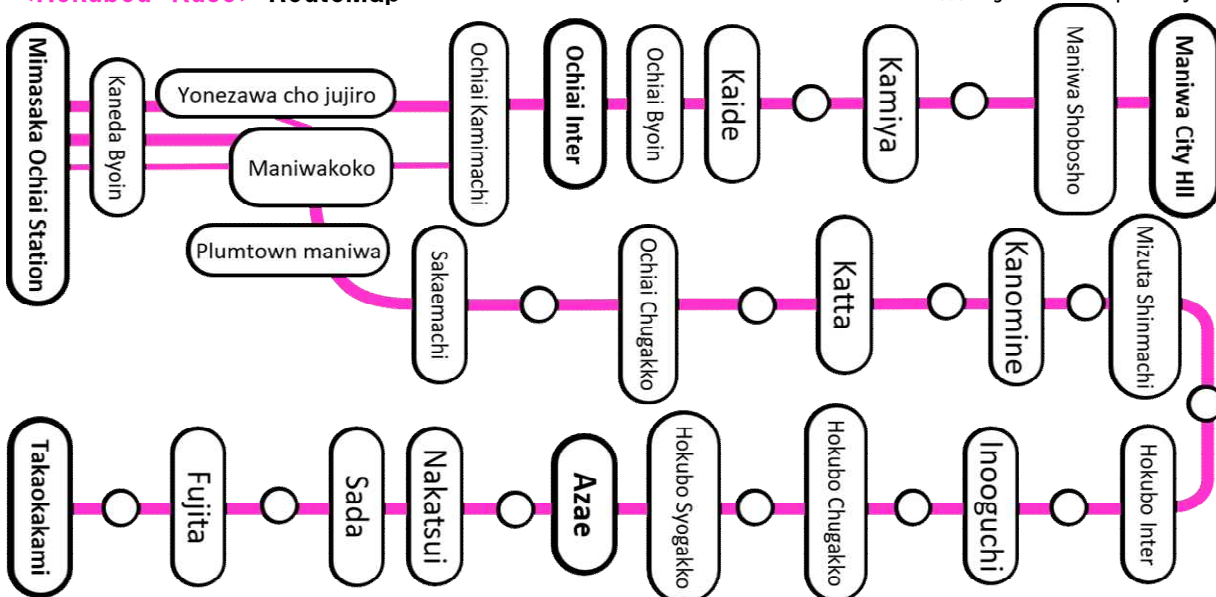 RouteMap
Mimasaka Ochiai Station
Kaneda Byoin
Yonezawa cho jujiro
Maniwakoko
Plumtown maniwa
Ochiai Kamimachi
Ochiai Inter
Ochiai Byoin
Kaide
Kamiya
Maniwa Shobosho
Maniwa City Hll
Sakaemachi
Ochiai Chugakko
Katta
Kanomine
Mizuta Shinmachi
Takaokakami
Fujita
Sada
Nakatsui
Azae
Hokubo Syogakko
Hokubo Chugakko
Inooguchi
Hokubo Inter